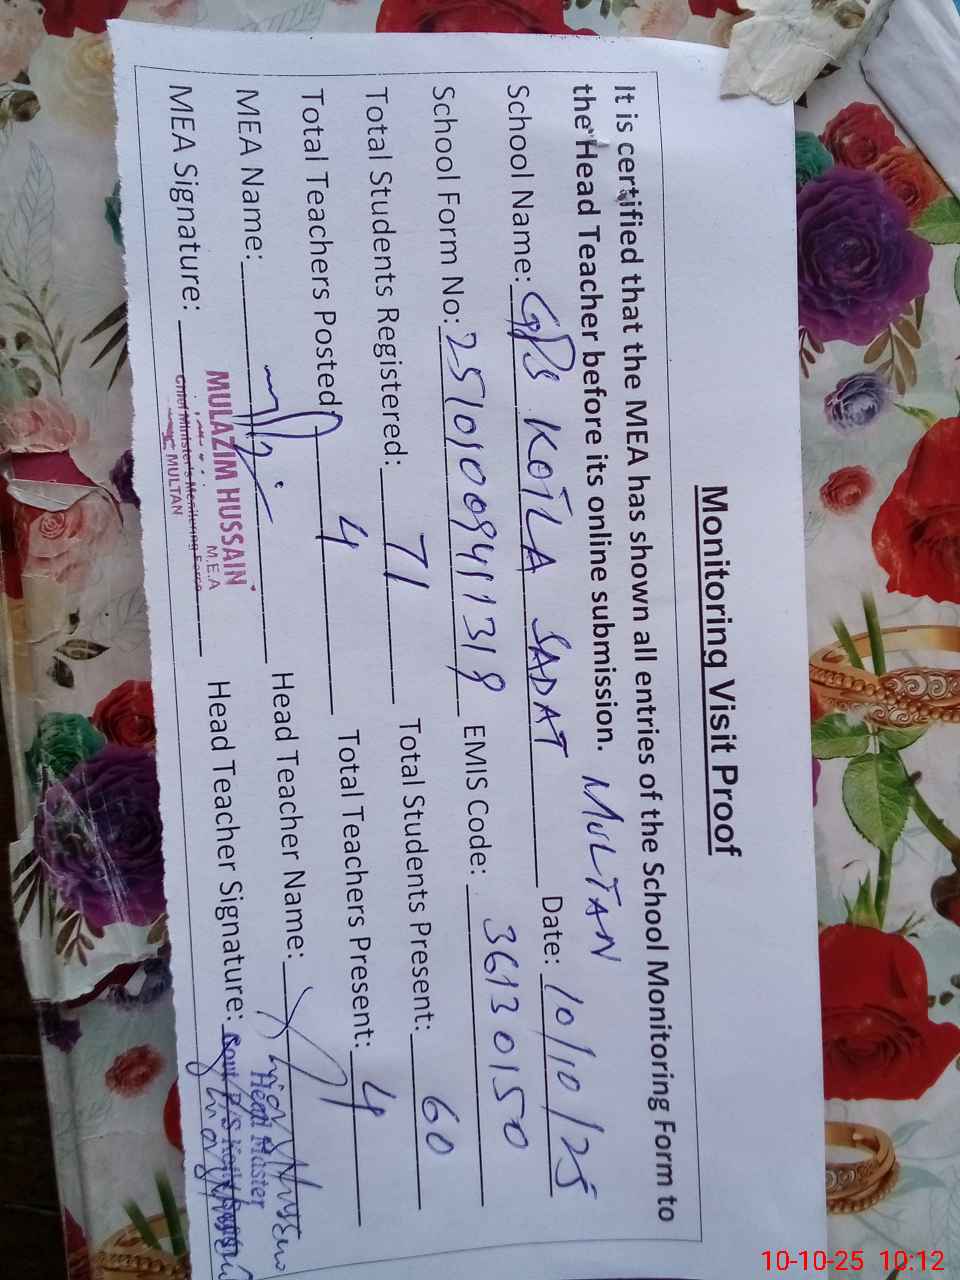 Monitoring Visit Proof
It is certified that the MEA has shown all entries of the School Monitoring Form to
the Head Teacher before its online submission. MULTAN
School Name: GPS KOTLA SADAT Date: 10/10/25
School Form No: 2510100941318 EMIS Code: 36130150
Total Students Registered: 71 Total Students Present: 60
Total Teachers Posted 4 Total Teachers Present: 4
MEA Name: Head Teacher Name:
MULAZIM HUSSAIN
M.E.A
Head Master
MEA Signature: Head Teacher Signature:
Chief Minister's Monitoring Force
MULTAN
10-10-25 10:12